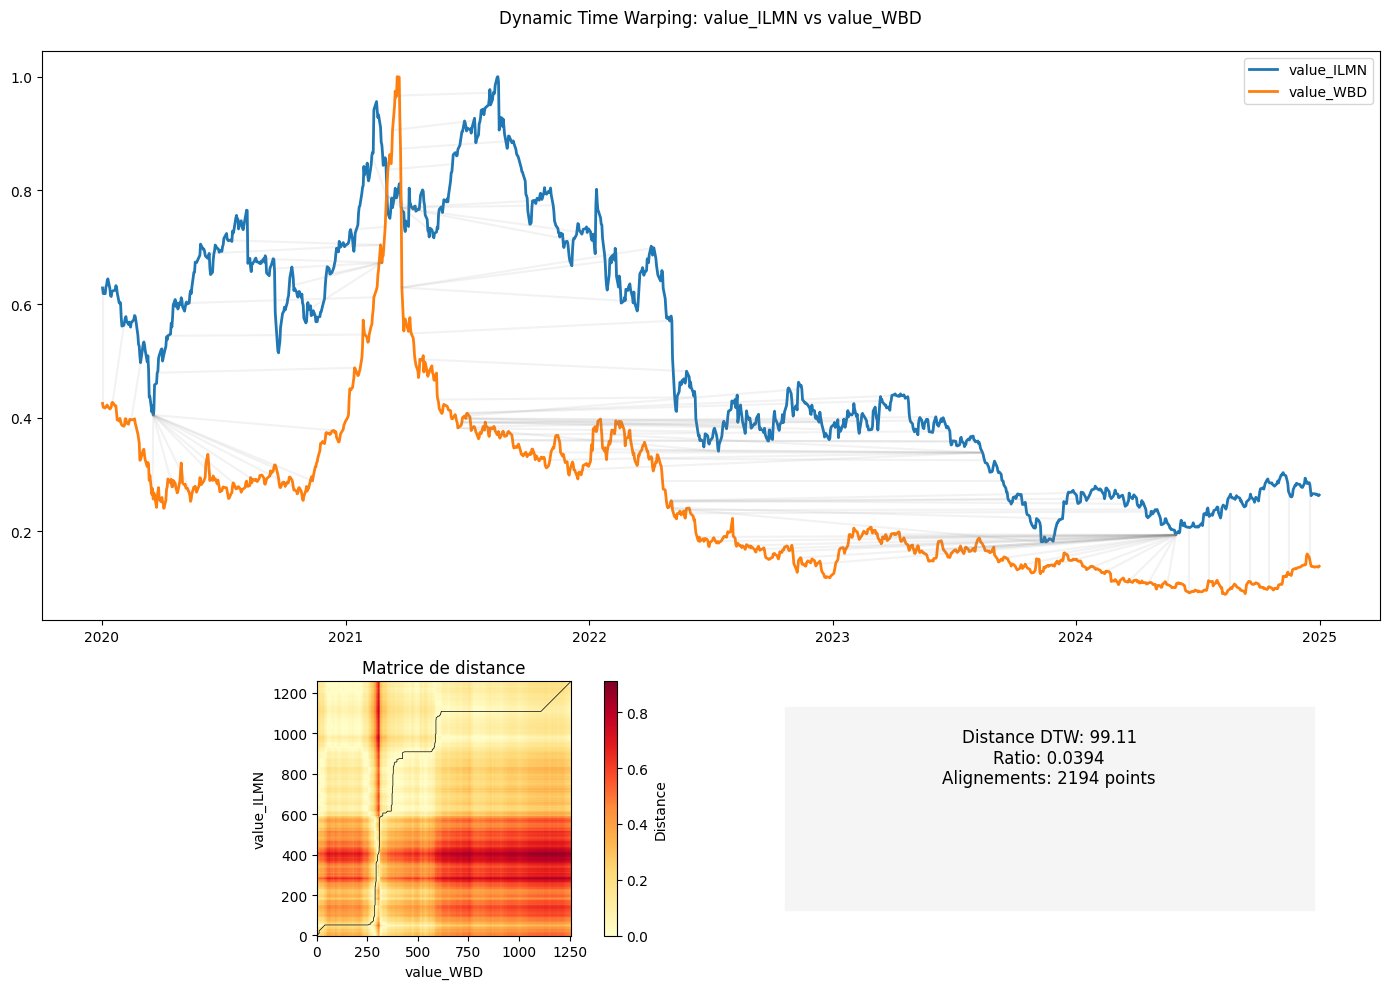 Dynamic Time Warping: value_ILMN vs value_WBD
value_ILMN
value_WBD
1.0
0.8
0.6
0.4
0.2
2020 2021 2022 2023 2024 2025
Matrice de distance
1200
1000
800
600
400
200
0
value_ILMN
0 250 500 750 1000 1250
value_WBD
0.8
0.6
0.4
0.2
0.0
Distance
Distance DTW: 99.11
Ratio: 0.0394
Alignements: 2194 points